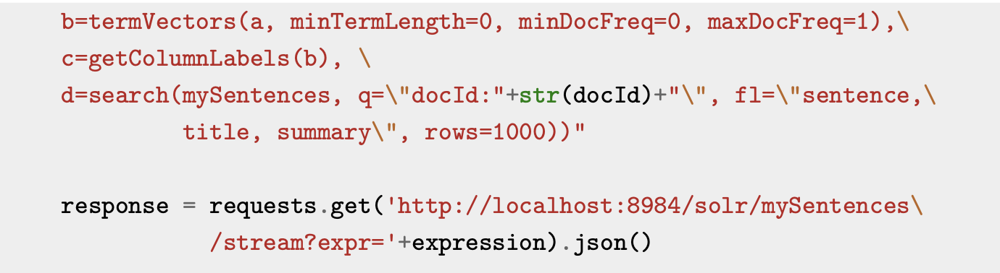 b=termVectors(a, minTermLength=0, minDocFreq=0, maxDocFreq=1),\
c=getColumnLabels(b), \
d=search(mySentences, q=\"docId:"+str(docId)+"\", fl=\"sentence,\
title, summary\", rows=1000))"
response = requests.get('http://localhost:8984/solr/mySentences\
/stream?expr='+expression).json()